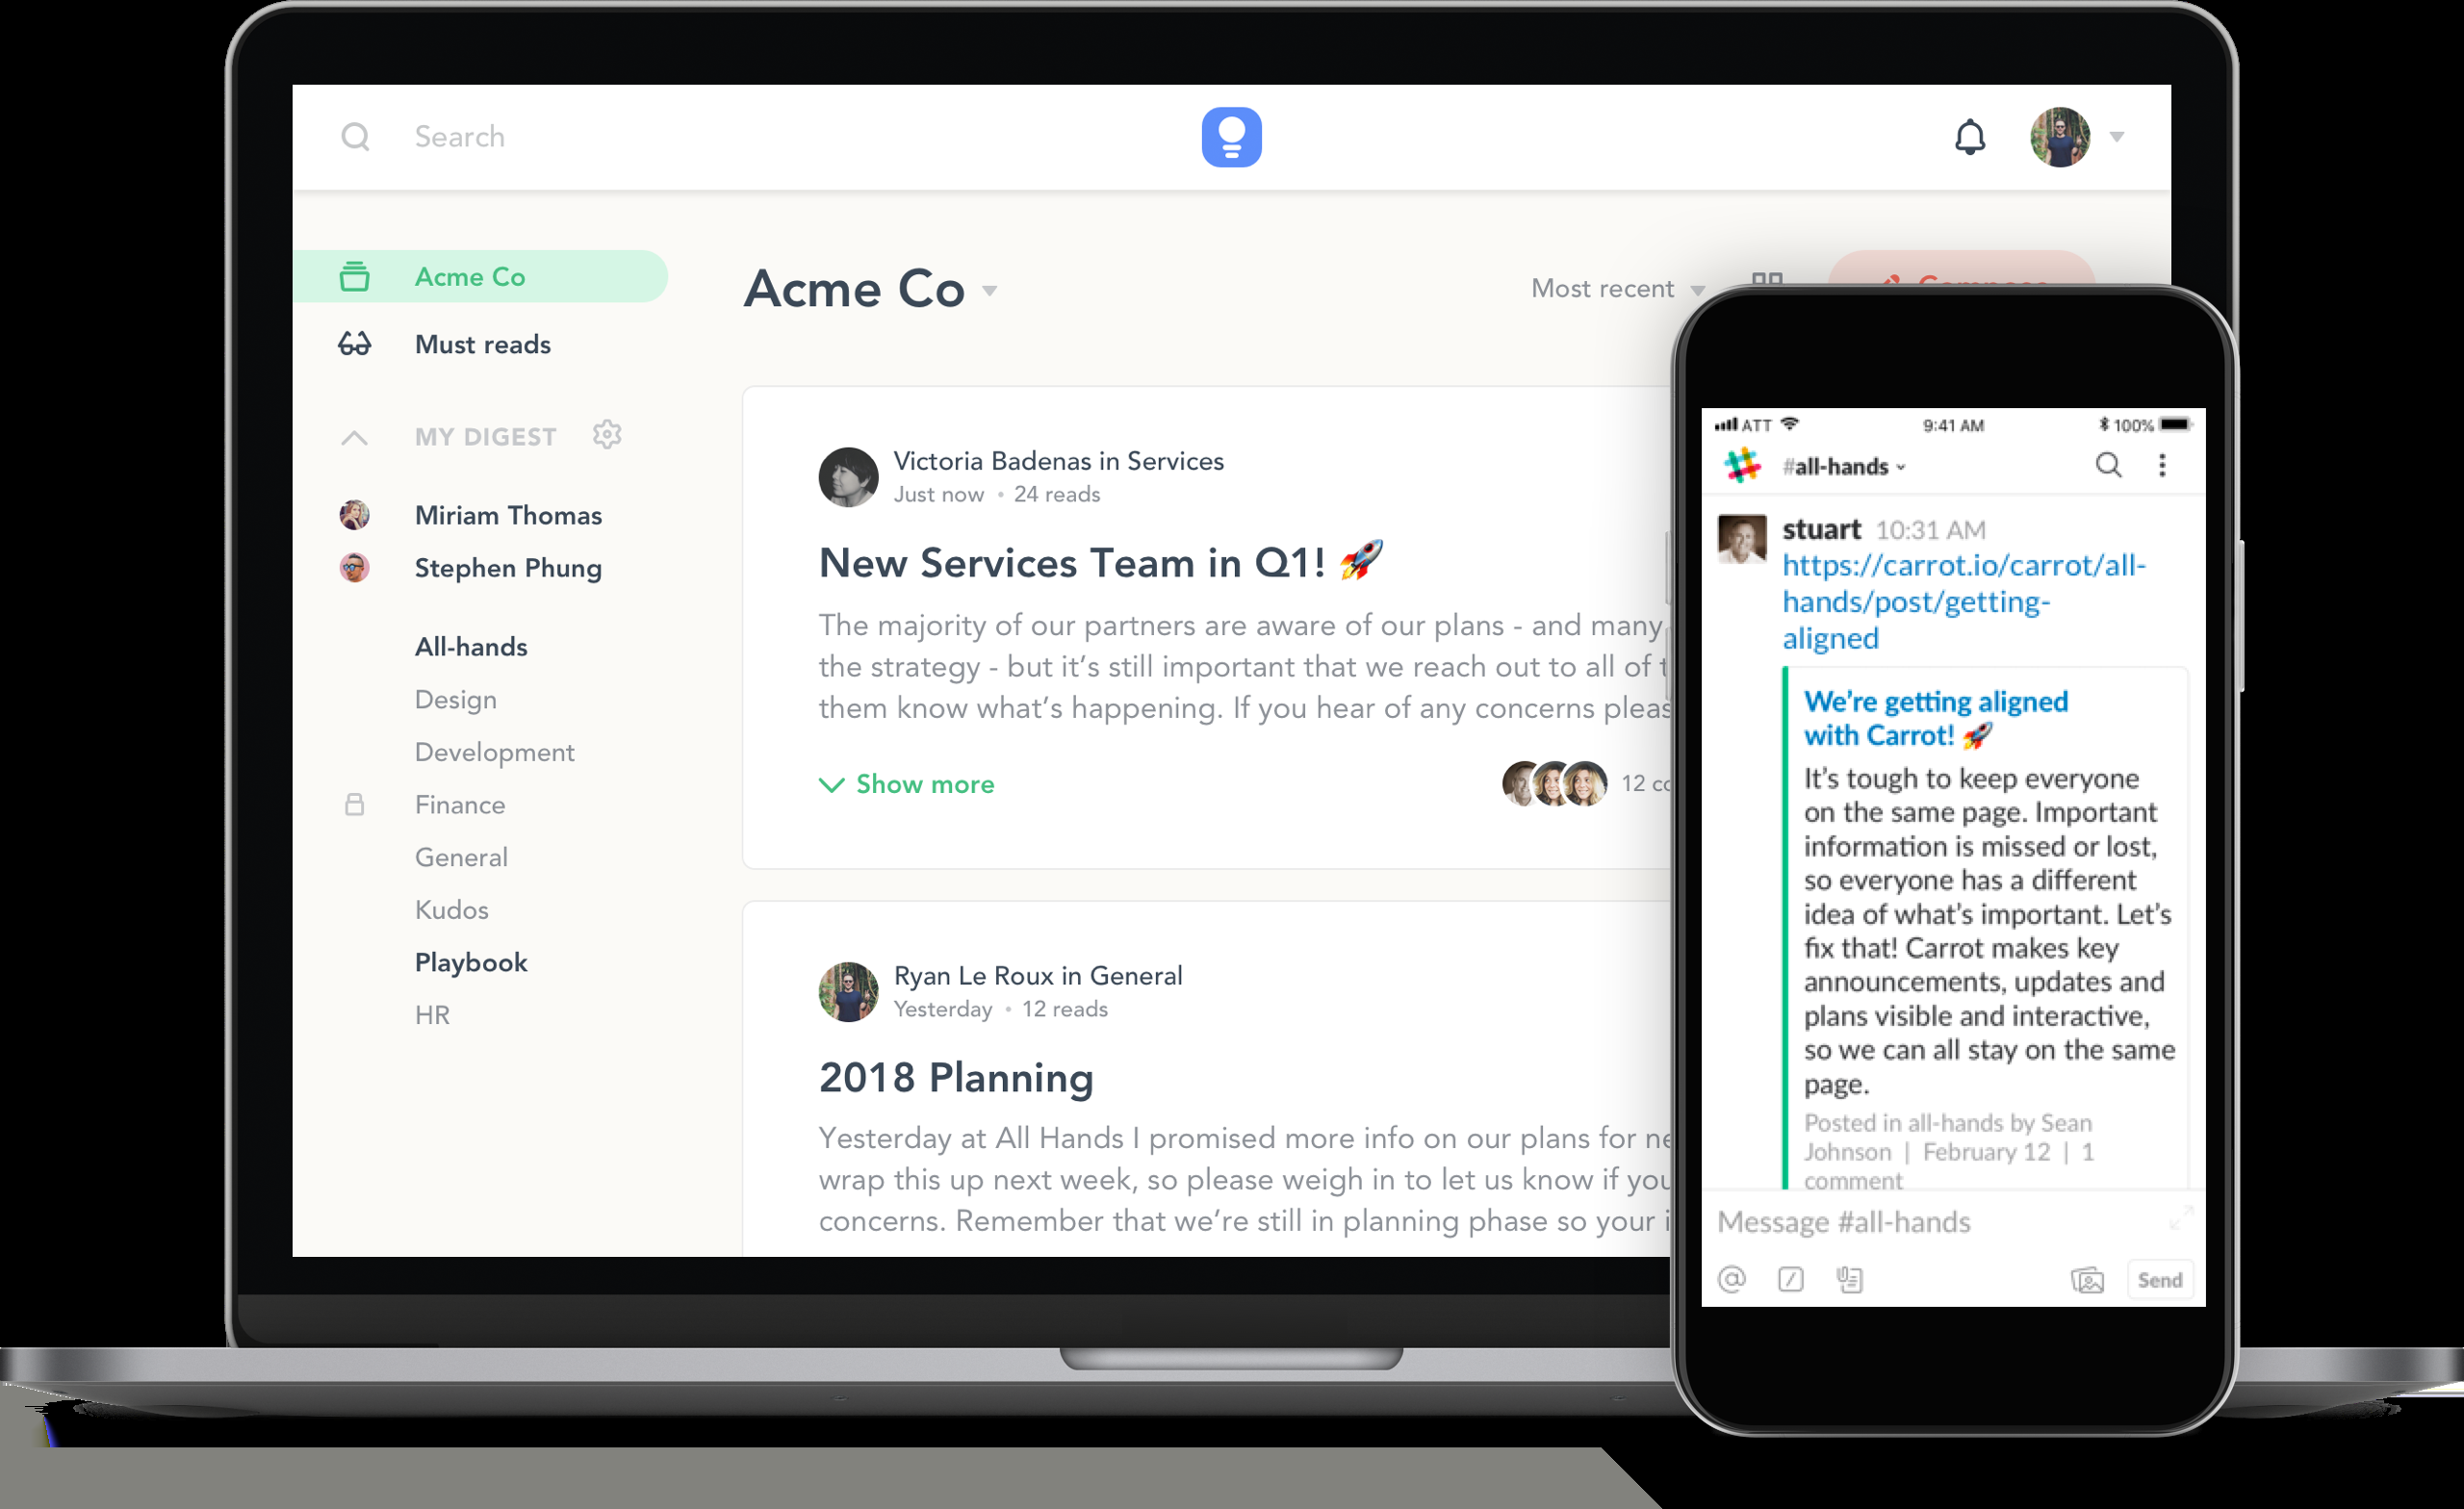 Search
Acme Co
Must reads
MY DIGEST
Miriam Thomas
Stephen Phung
All-hands
Design
Development
Finance
General
Kudos
Playbook
HR
Acme Co
Most recent
Compose
Victoria Badenas in Services
Just now • 24 reads
New Services Team in Q1! 🚀
The majority of our partners are aware of our plans - and many
the strategy - but it’s still important that we reach out to all of
them know what’s happening. If you hear of any concerns
Show more
12
Ryan Le Roux in General
Yesterday • 12 reads
2018 Planning
Yesterday at All Hands I promised more info on our plans for
wrap this up next week, so please weigh in to let us know if
concerns. Remember that we’re still in planning phase so your
ATT
9:41 AM
100%
#all-hands
stuart 10:31 AM
https://carrot.io/carrot/all-
hands/post/getting-
aligned
We’re getting aligned
with Carrot! 🚀
It’s tough to keep everyone
on the same page. Important
information is missed or lost,
so everyone has a different
idea of what’s important. Let’s
fix that! Carrot makes key
announcements, updates and
plans visible and interactive,
so we can all stay on the same
page.
Posted in all-hands by Sean
Johnson | February 12 | 1
comment
Message #all-hands
Send